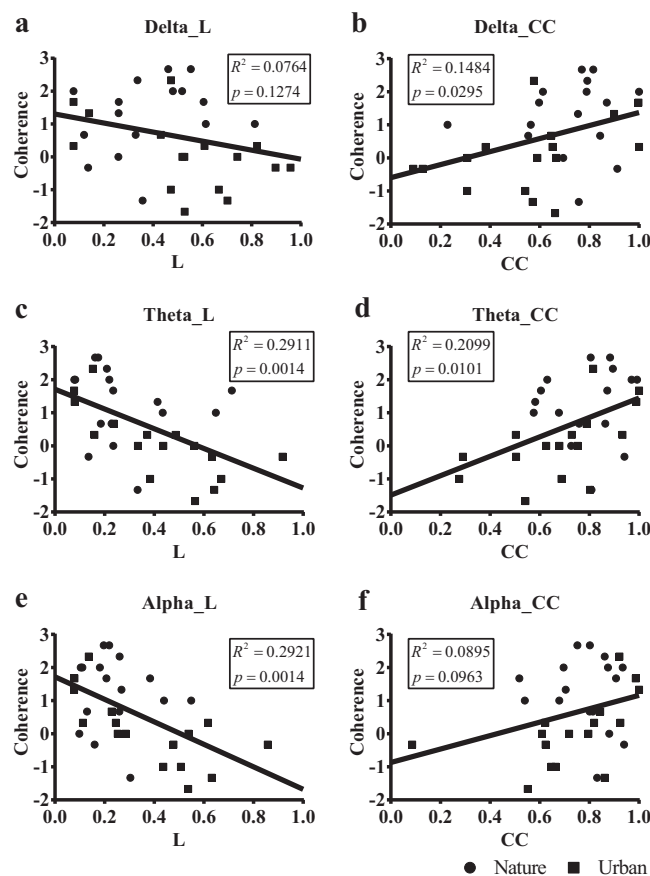 a
Delta_L
R² = 0.0764
p = 0.1274
Coherence
3
2
1
0
-1
-2
0.0 0.2 0.4 0.6 0.8 1.0
L
b
Delta_CC
R² = 0.1484
p = 0.0295
3
2
1
0
-1
-2
0.0 0.2 0.4 0.6 0.8 1.0
CC
c
Theta_L
R² = 0.2911
p = 0.0014
Coherence
3
2
1
0
-1
-2
0.0 0.2 0.4 0.6 0.8 1.0
L
d
Theta_CC
R² = 0.2099
p = 0.0101
3
2
1
0
-1
-2
0.0 0.2 0.4 0.6 0.8 1.0
CC
e
Alpha_L
R² = 0.2921
p = 0.0014
Coherence
3
2
1
0
-1
-2
0.0 0.2 0.4 0.6 0.8 1.0
L
f
Alpha_CC
R² = 0.0895
p = 0.0963
3
2
1
0
-1
-2
0.0 0.2 0.4 0.6 0.8 1.0
CC
Nature Urban